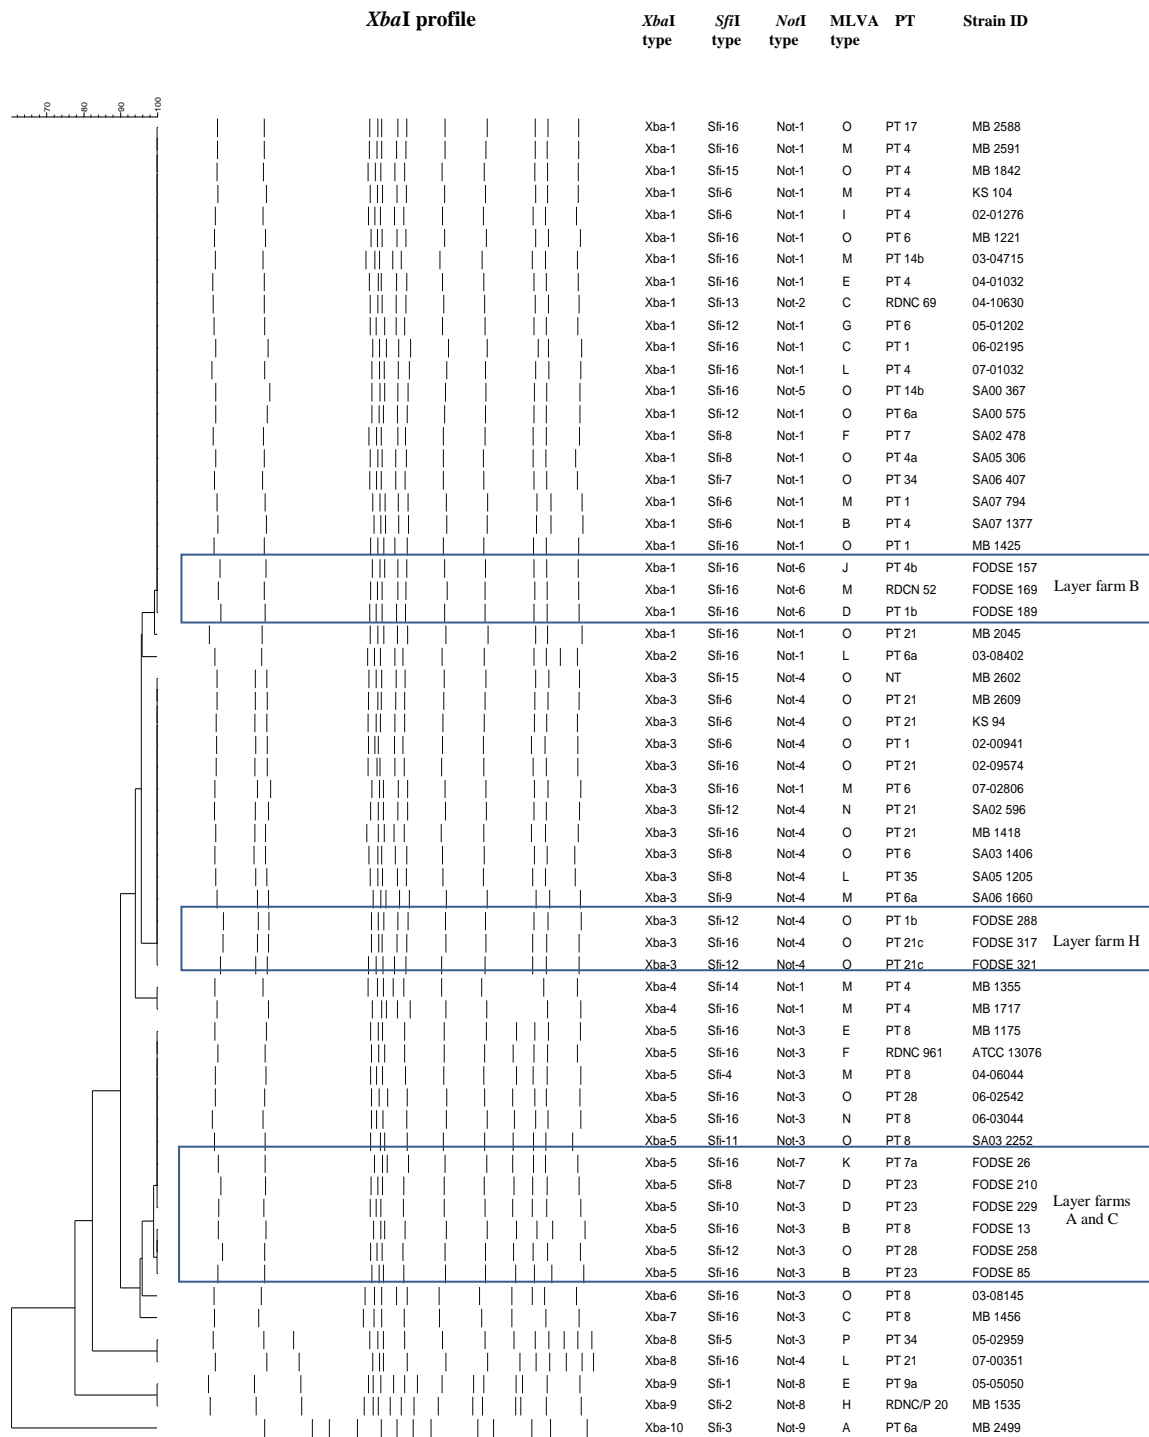 XbaI profile
XbaI type SfiI type NotI type MLVA type PT Strain ID
70 80 90 100
Xba-1 Sfi-16 Not-1 O PT 17 MB 2588
Xba-1 Sfi-16 Not-1 M PT 4 MB 2591
Xba-1 Sfi-15 Not-1 O PT 4 MB 1842
Xba-1 Sfi-6 Not-1 M PT 4 KS 104
Xba-1 Sfi-6 Not-1 I PT 4 02-01276
Xba-1 Sfi-16 Not-1 O PT 6 MB 1221
Xba-1 Sfi-16 Not-1 M PT 14b 03-04715
Xba-1 Sfi-16 Not-1 E PT 4 04-01032
Xba-1 Sfi-13 Not-2 C RDNC 69 04-10630
Xba-1 Sfi-12 Not-1 G PT 6 05-01202
Xba-1 Sfi-16 Not-1 C PT 1 06-02195
Xba-1 Sfi-16 Not-1 L PT 4 07-01032
Xba-1 Sfi-16 Not-5 O PT 14b SA00 367
Xba-1 Sfi-12 Not-1 O PT 6a SA00 575
Xba-1 Sfi-8 Not-1 F PT 7 SA02 478
Xba-1 Sfi-8 Not-1 O PT 4a SA05 306
Xba-1 Sfi-7 Not-1 O PT 34 SA06 407
Xba-1 Sfi-6 Not-1 M PT 1 SA07 794
Xba-1 Sfi-6 Not-1 B PT 4 SA07 1377
Xba-1 Sfi-16 Not-1 O PT 1 MB 1425
Xba-1 Sfi-16 Not-6 J PT 4b FODSE 157
Xba-1 Sfi-16 Not-6 M RDCN 52 FODSE 169 Layer farm B
Xba-1 Sfi-16 Not-6 D PT 1b FODSE 189
Xba-1 Sfi-16 Not-1 O PT 21 MB 2045
Xba-2 Sfi-16 Not-1 L PT 6a 03-08402
Xba-3 Sfi-15 Not-4 O NT MB 2602
Xba-3 Sfi-6 Not-4 O PT 21 MB 2609
Xba-3 Sfi-6 Not-4 O PT 21 KS 94
Xba-3 Sfi-6 Not-4 O PT 1 02-00941
Xba-3 Sfi-16 Not-4 O PT 21 02-09574
Xba-3 Sfi-16 Not-1 M PT 6 07-02806
Xba-3 Sfi-12 Not-4 N PT 21 SA02 596
Xba-3 Sfi-16 Not-4 O PT 21 MB 1418
Xba-3 Sfi-8 Not-4 O PT 6 SA03 1406
Xba-3 Sfi-8 Not-4 L PT 35 SA05 1205
Xba-3 Sfi-9 Not-4 M PT 6a SA06 1660
Xba-3 Sfi-12 Not-4 O PT 1b FODSE 288
Xba-3 Sfi-16 Not-4 O PT 21c FODSE 317 Layer farm H
Xba-3 Sfi-12 Not-4 O PT 21c FODSE 321
Xba-4 Sfi-14 Not-1 M PT 4 MB 1355
Xba-4 Sfi-16 Not-1 M PT 4 MB 1717
Xba-5 Sfi-16 Not-3 E PT 8 MB 1175
Xba-5 Sfi-16 Not-3 F RDNC 961 ATCC 13076
Xba-5 Sfi-4 Not-3 M PT 8 04-06044
Xba-5 Sfi-16 Not-3 O PT 28 06-02542
Xba-5 Sfi-16 Not-3 N PT 8 06-03044
Xba-5 Sfi-11 Not-3 O PT 8 SA03 2252
Xba-5 Sfi-16 Not-7 K PT 7a FODSE 26
Xba-5 Sfi-8 Not-7 D PT 23 FODSE 210
Xba-5 Sfi-10 Not-3 D PT 23 FODSE 229 Layer farms A and C
Xba-5 Sfi-16 Not-3 B PT 8 FODSE 13
Xba-5 Sfi-12 Not-3 O PT 28 FODSE 258
Xba-5 Sfi-16 Not-3 B PT 23 FODSE 85
Xba-6 Sfi-16 Not-3 O PT 8 03-08145
Xba-7 Sfi-16 Not-3 C PT 8 MB 1456
Xba-8 Sfi-5 Not-3 P PT 34 05-02959
Xba-8 Sfi-16 Not-4 L PT 21 07-00351
Xba-9 Sfi-1 Not-8 E PT 9a 05-05050
Xba-9 Sfi-2 Not-8 H RDNC/P 20 MB 1535
Xba-10 Sfi-3 Not-9 A PT 6a MB 2499